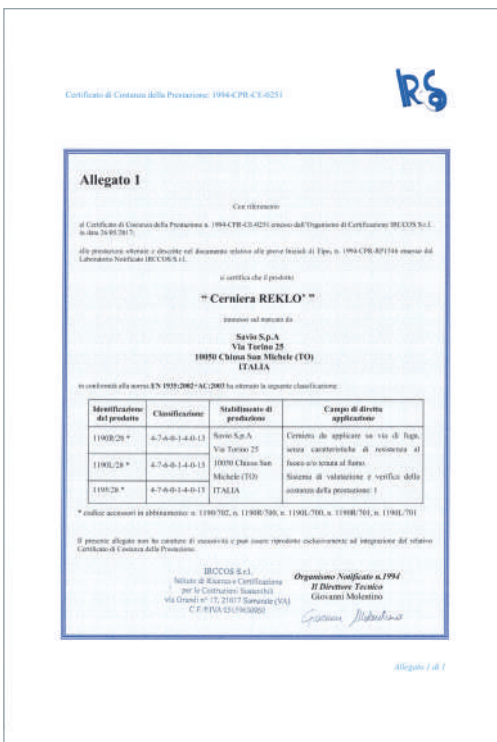 Certificato di Costanza della Prestazione: 1994-CPR-CE-0251
IRcCOS
Allegato 1
Con riferimento
al Certificato di Costanza della Prestazione n. 1994-CPR-CE-0251 emesso dall'Organismo di Certificazione IRCCOS S.r.l.
in data 26/05/2017;
alle prestazioni ottenute e descritte nel documento relativo alle prove Iniziali di Tipo, n. 1994-CPR-RP1546 emesso dal
Laboratorio Notificato IRCCOS S.r.l.
si certifica che il prodotto
“ Cerniera REKLO+ ”
immesso sul mercato da
Savio S.p.A
Via Torino 25
10050 Chiusa San Michele (TO)
ITALIA
in conformità alla norma EN 1935:2002+AC:2003 ha ottenuto la seguente classificazione:
Identificazione del prodotto
Classificazione
Stabilimento di produzione
Campo di diretta applicazione
1190R/28 *
4-7-6-0-1-4-0-13
1190L/28 *
4-7-6-0-1-4-0-13
1195/28 *
4-7-6-0-1-4-0-13
Savio S.p.A
Via Torino 25
10050 Chiusa San
Michele (TO)
ITALIA
Cerniera da applicare su via di fuga,
senza caratteristiche di resistenza al
fuoco e/o tenuta al fumo
Sistema di valutazione e verifica della
costanza della prestazione: 1
* codice accessori in abbinamento: n. 1190/702, n. 1190R/700, n. 1190L/700, n. 1190R/701, n. 1190L/701
Il presente allegato non ha carattere di esaustività e può essere riprodotto esclusivamente ad integrazione del relativo
Certificato di Costanza della Prestazione.
IRCCOS S.r.l.
Istituto di Ricerca e Certificazione
per le Costruzioni Sostenibili
via Grandi n° 17, 21017 Samarate (VA)
Organismo Notificato n.1994
Il Direttore Tecnico
Giovanni Molentino
Giovanni Molentino
Allegato 1 di 1